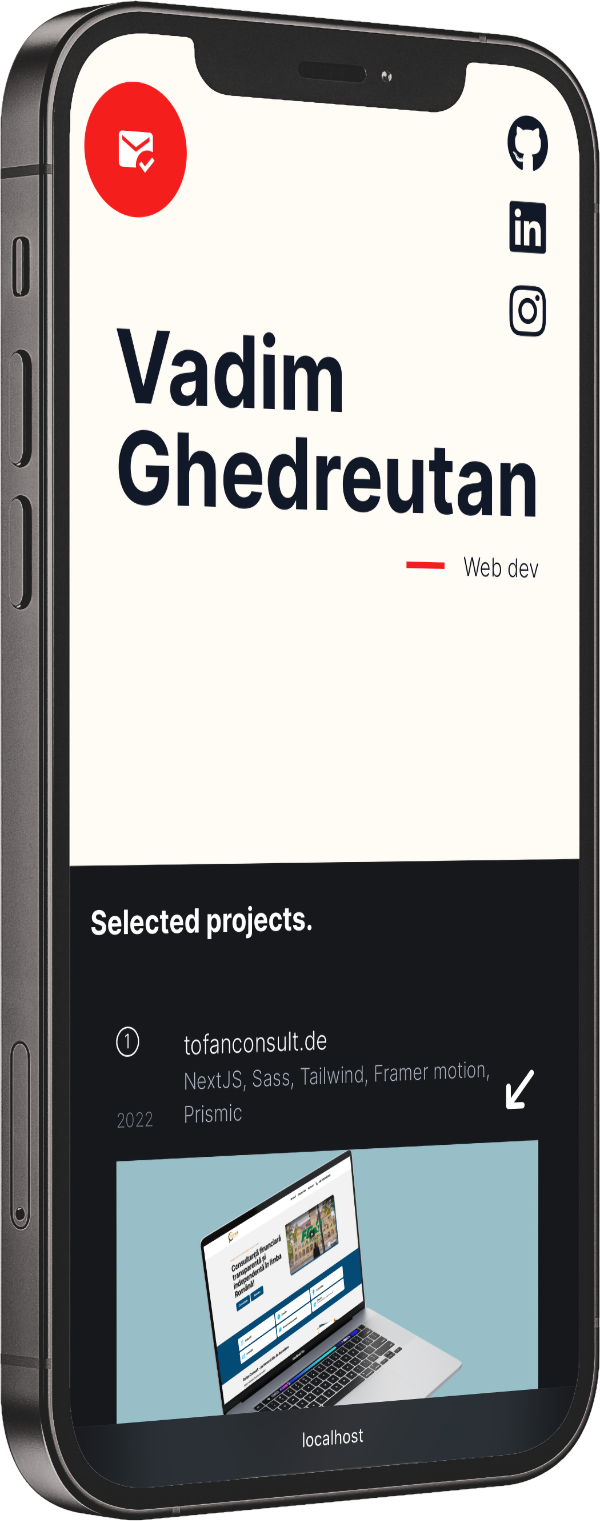 in
Vadim
Ghedreutan
Web dev
Selected projects.
1
tofanconsult.de
NextJS, Sass, Tailwind, Framer motion,
2022
Prismic
Consultanță financiară
transparentă și
independentă în limba
Română!
localhost